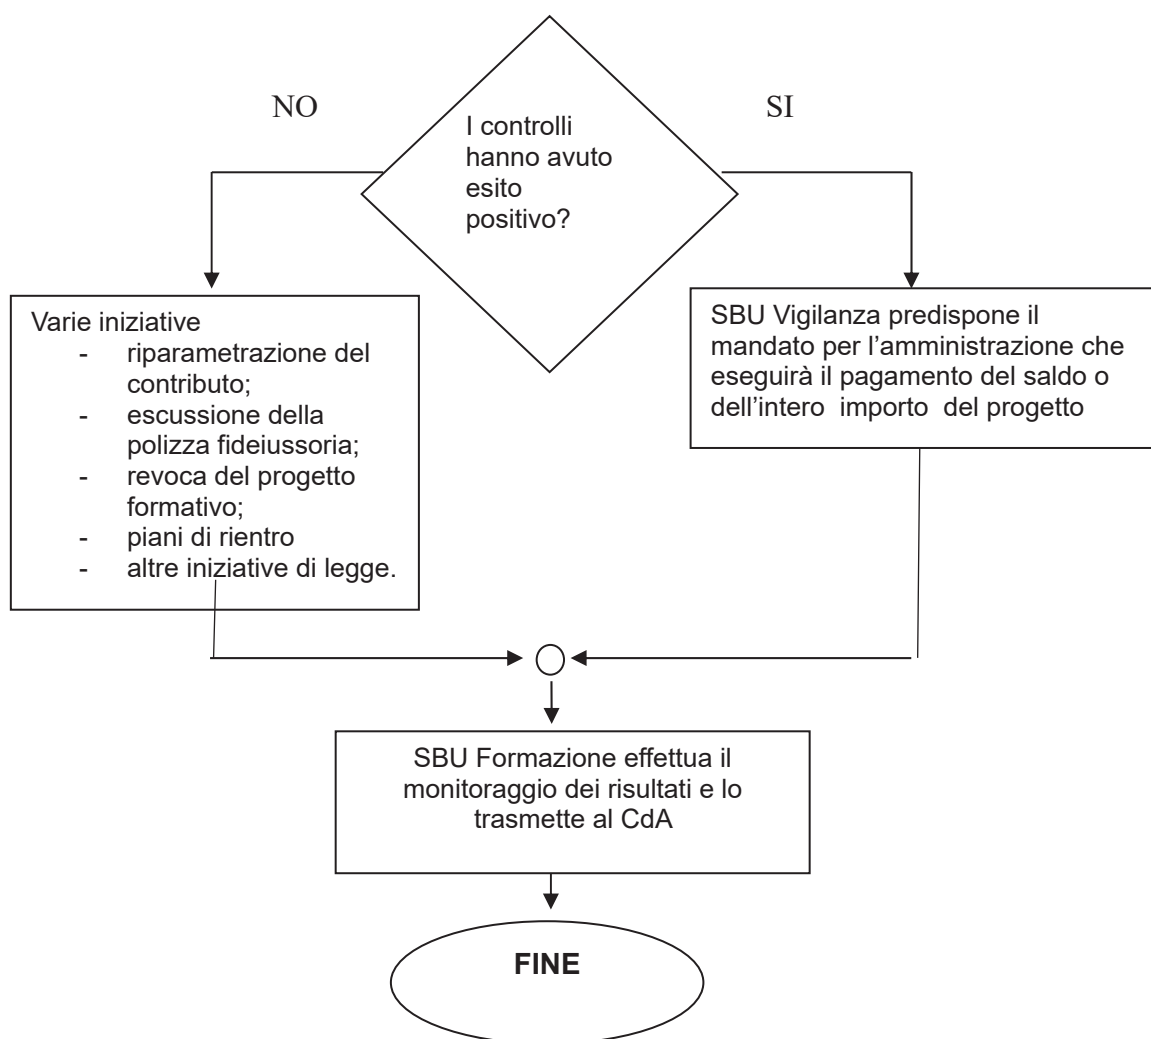 NO
SI
I controlli
hanno avuto
esito
positivo?
Varie iniziative
- riparametrazione del
contributo;
- escussione della
polizza fideiussoria;
- revoca del progetto
formativo;
- piani di rientro
- altre iniziative di legge.
SBU Vigilanza predispone il
mandato per l’amministrazione che
eseguirà il pagamento del saldo o
dell’intero importo del progetto
SBU Formazione effettua il
monitoraggio dei risultati e lo
trasmette al CdA
FINE